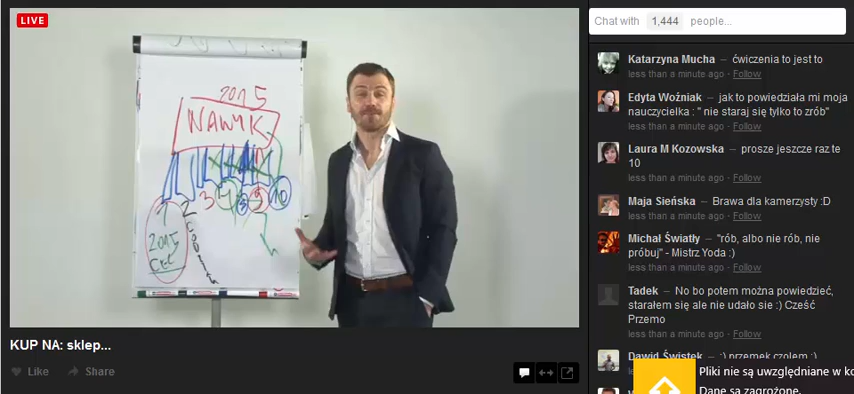 LIVE
2015
NAWYK
3
10
2015
CEL
KUP NA: sklep...
Like
Share
Chat with 1,444 people...
Katarzyna Mucha – ćwiczenia to jest to
less than a minute ago · Follow
Edyta Woźniak – jak to powiedziała mi moja
nauczycielka : " nie staraj się tylko to zrób"
less than a minute ago · Follow
Laura M Kozowska – prosze jeszcze raz te
10
less than a minute ago · Follow
Maja Sieńska – Brawa dla kamerzysty :D
less than a minute ago · Follow
Michał Światły – "rób, albo nie rób, nie
próbuj" - Mistrz Yoda :)
less than a minute ago · Follow
Tadek – No bo potem można powiedzieć,
starałem się ale nie udało sie :) Cześć
Przemo
less than a minute ago · Follow
Dawid Świstek – :) przemek czolem :)
Pliki nie są uwzględniane w ko
Dane są zagrożone.